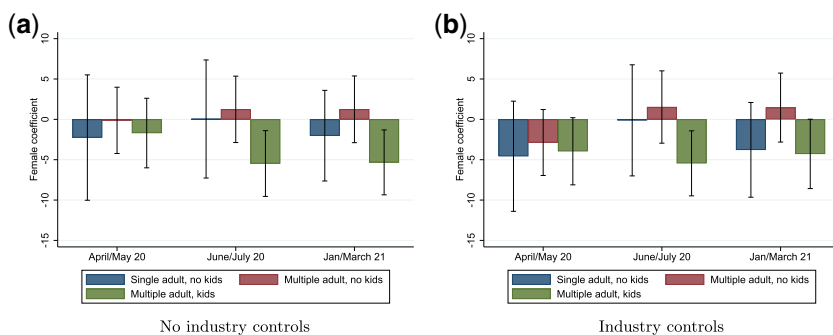 (a)
10
5
0
-5
-10
-15
Female coefficient
April/May 20
June/July 20
Jan/March 21
Single adult, no kids
Multiple adult, no kids
Multiple adult, kids
No industry controls
(b)
10
5
0
-5
-10
-15
Female coefficient
April/May 20
June/July 20
Jan/March 21
Single adult, no kids
Multiple adult, no kids
Multiple adult, kids
Industry controls